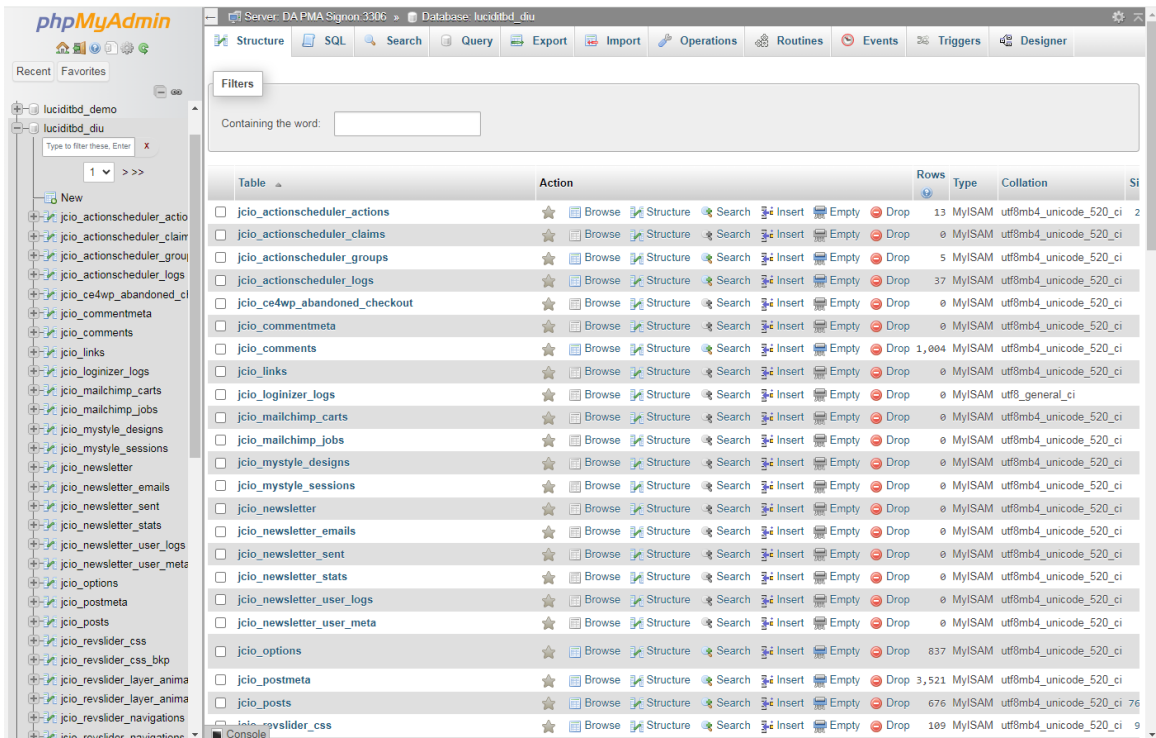 phpMyAdmin
Recent Favorites
luciditbd_demo
luciditbd_diu
Type to filter these, Enter X
1 > >>
New
jcio_actionscheduler_actio
jcio_actionscheduler_claim
jcio_actionscheduler_grou
jcio_actionscheduler_logs
jcio_ce4wp_abandoned_cl
jcio_commentmeta
jcio_comments
jcio_links
jcio_loginizer_logs
jcio_mailchimp_carts
jcio_mailchimp_jobs
jcio_mystyle_designs
jcio_mystyle_sessions
jcio_newsletter
jcio_newsletter_emails
jcio_newsletter_sent
jcio_newsletter_stats
jcio_newsletter_user_logs
jcio_newsletter_user_meta
jcio_options
jcio_postmeta
jcio_posts
jcio_revslider_css
jcio_revslider_css_bkp
jcio_revslider_layer_anima
jcio_revslider_layer_anima
jcio_revslider_navigations
jcio_revslider_navigations
Server: DA PMA Signon:3306 » Database: luciditbd_diu
Structure SQL Search Query Export Import Operations Routines Events Triggers Designer
Filters
Containing the word:
Table Action Rows Type Collation Si
jcio_actionscheduler_actions Browse Structure Search Insert Empty Drop 13 MyISAM utf8mb4_unicode_520_ci 2
jcio_actionscheduler_claims Browse Structure Search Insert Empty Drop 0 MyISAM utf8mb4_unicode_520_ci
jcio_actionscheduler_groups Browse Structure Search Insert Empty Drop 5 MyISAM utf8mb4_unicode_520_ci
jcio_actionscheduler_logs Browse Structure Search Insert Empty Drop 37 MyISAM utf8mb4_unicode_520_ci
jcio_ce4wp_abandoned_checkout Browse Structure Search Insert Empty Drop 0 MyISAM utf8mb4_unicode_520_ci
jcio_commentmeta Browse Structure Search Insert Empty Drop 0 MyISAM utf8mb4_unicode_520_ci
jcio_comments Browse Structure Search Insert Empty Drop 1,004 MyISAM utf8mb4_unicode_520_ci
jcio_links Browse Structure Search Insert Empty Drop 0 MyISAM utf8mb4_unicode_520_ci
jcio_loginizer_logs Browse Structure Search Insert Empty Drop 0 MyISAM utf8_general_ci
jcio_mailchimp_carts Browse Structure Search Insert Empty Drop 0 MyISAM utf8mb4_unicode_520_ci
jcio_mailchimp_jobs Browse Structure Search Insert Empty Drop 0 MyISAM utf8mb4_unicode_520_ci
jcio_mystyle_designs Browse Structure Search Insert Empty Drop 0 MyISAM utf8mb4_unicode_520_ci
jcio_mystyle_sessions Browse Structure Search Insert Empty Drop 0 MyISAM utf8mb4_unicode_520_ci
jcio_newsletter Browse Structure Search Insert Empty Drop 0 MyISAM utf8mb4_unicode_520_ci
jcio_newsletter_emails Browse Structure Search Insert Empty Drop 0 MyISAM utf8mb4_unicode_520_ci
jcio_newsletter_sent Browse Structure Search Insert Empty Drop 0 MyISAM utf8mb4_unicode_520_ci
jcio_newsletter_stats Browse Structure Search Insert Empty Drop 0 MyISAM utf8mb4_unicode_520_ci
jcio_newsletter_user_logs Browse Structure Search Insert Empty Drop 0 MyISAM utf8mb4_unicode_520_ci
jcio_newsletter_user_meta Browse Structure Search Insert Empty Drop 0 MyISAM utf8mb4_unicode_520_ci
jcio_options Browse Structure Search Insert Empty Drop 837 MyISAM utf8mb4_unicode_520_ci
jcio_postmeta Browse Structure Search Insert Empty Drop 3,521 MyISAM utf8mb4_unicode_520_ci
jcio_posts Browse Structure Search Insert Empty Drop 676 MyISAM utf8mb4_unicode_520_ci 76
jcio_revslider_css Browse Structure Search Insert Empty Drop 109 MyISAM utf8mb4_unicode_520_ci 9
Console